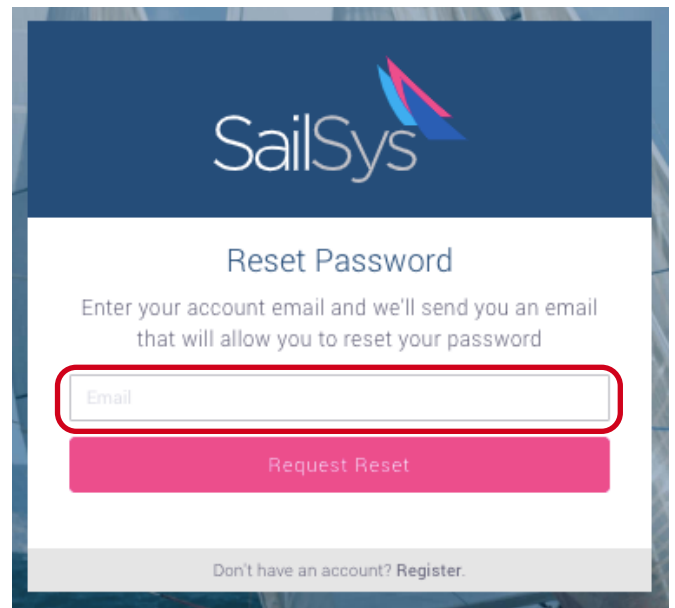 SailSys
Reset Password
Enter your account email and we'll send you an email
that will allow you to reset your password
Email
Request Reset
Don't have an account? Register.